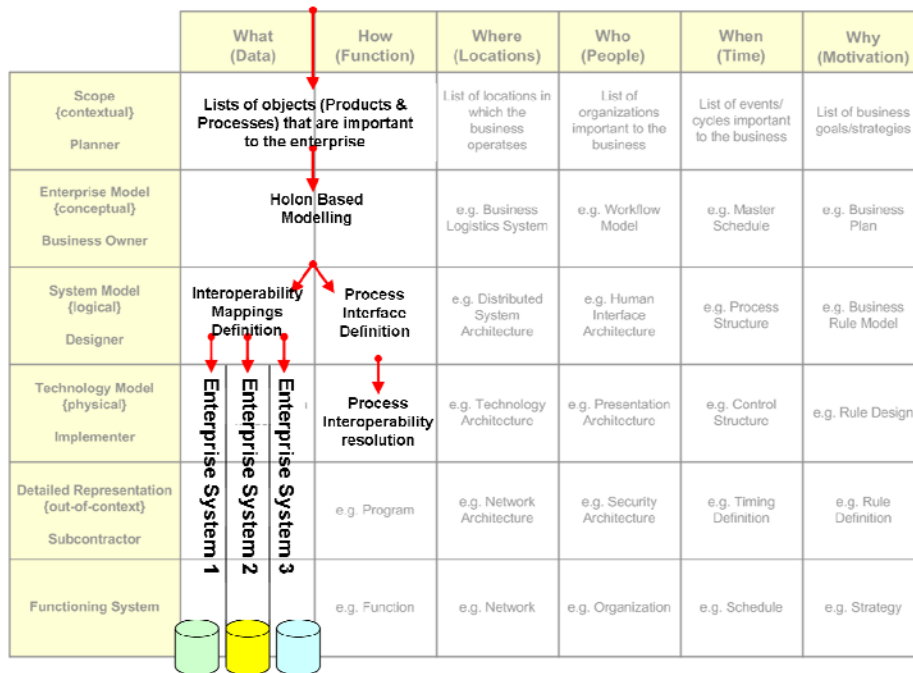 What
(Data)
How
(Function)
Where
(Locations)
Who
(People)
When
(Time)
Why
(Motivation)
Scope
{contextual}
Planner
Lists of objects (Products &
Processes) that are important
to the enterprise
List of locations in
which the
business
operatses
List of
organizations
important to the
business
List of events/
cycles important
to the business
List of business
goals/strategies
Enterprise Model
{conceptual}
Business Owner
Holon Based
Modelling
e.g. Business
Logistics System
e.g. Workflow
Model
e.g. Master
Schedule
e.g. Business
Plan
System Model
{logical}
Designer
Interoperability
Mappings
Definition
Process
Interface
Definition
e.g. Distributed
System
Architecture
e.g. Human
Interface
Architecture
e.g. Process
Structure
e.g. Business
Rule Model
Technology Model
{physical}
Implementer
Enterprise System 1
Enterprise System 2
Enterprise System 3
Process
Interoperability
resolution
e.g. Technology
Architecture
e.g. Presentation
Architecture
e.g. Control
Structure
e.g. Rule Design
Detailed Representation
{out-of-context}
Subcontractor
e.g. Program
e.g. Network
Architecture
e.g. Security
Architecture
e.g. Timing
Definition
e.g. Rule
Definition
Functioning System
e.g. Function
e.g. Network
e.g. Organization
e.g. Schedule
e.g. Strategy